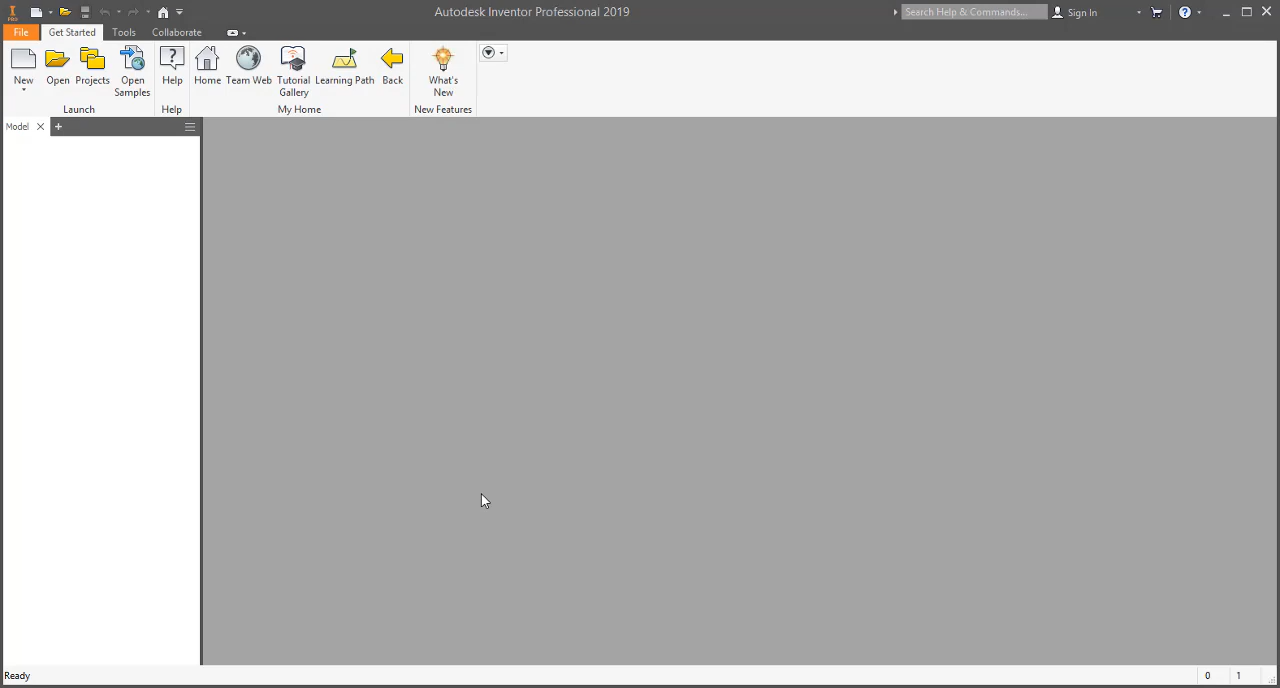 PRO
Autodesk Inventor Professional 2019
Search Help & Commands...
Sign In
File
Get Started
Tools
Collaborate
New
Open
Projects
Open
Samples
Help
Home
Team Web
Tutorial
Gallery
Learning Path
Back
What's
New
Launch
Help
My Home
New Features
Model
Ready
0
1